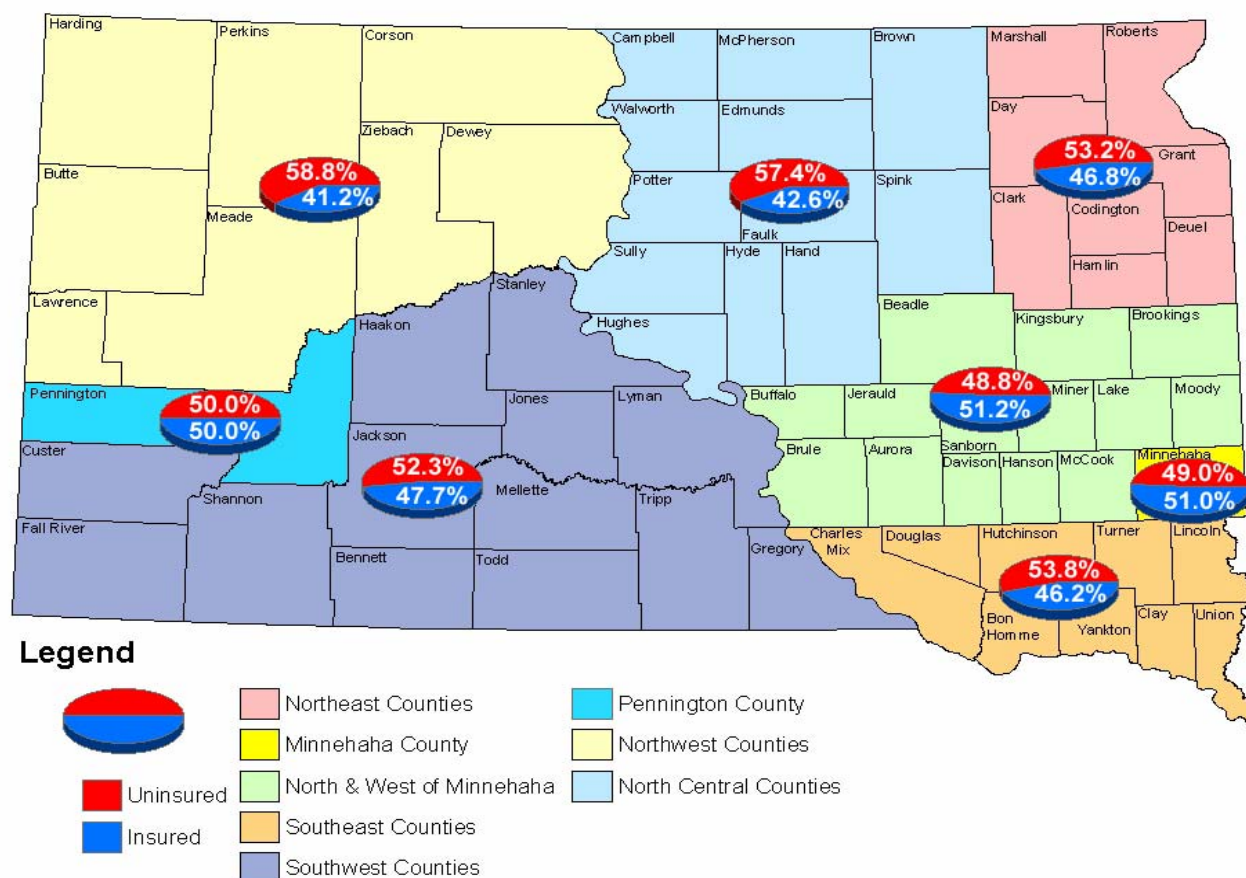 Harding
Perkins
Corson
Campbell
McPherson
Brown
Marshall
Roberts
Walworth
Edmunds
Day
Ziebach
Dewey
53.2%
46.8%
Grant
58.8%
41.2%
57.4%
42.6%
Butte
Potter
Spink
Clark
Codington
Meade
Faulk
Deuel
Sully
Hyde
Hand
Hamlin
Stanley
Lawrence
Haakon
Hughes
Beadle
Kingsbury
Brookings
Pennington
50.0%
50.0%
Jones
Lyman
Buffalo
Jerauld
48.8%
51.2%
Miner
Lake
Moody
Custer
Jackson
Brule
Aurora
Sanborn
Davison
Hanson
McCook
Minnehaha
49.0%
51.0%
52.3%
47.7%
Shannon
Mellette
Tripp
Fall River
Charles
Mix
Douglas
Hutchinson
Turner
Lincoln
Bennett
Todd
Gregory
53.8%
46.2%
Bon
Homme
Yankton
Clay
Union
Legend
Uninsured
Insured
Northeast Counties
Minnehaha County
North & West of Minnehaha
Southeast Counties
Southwest Counties
Pennington County
Northwest Counties
North Central Counties